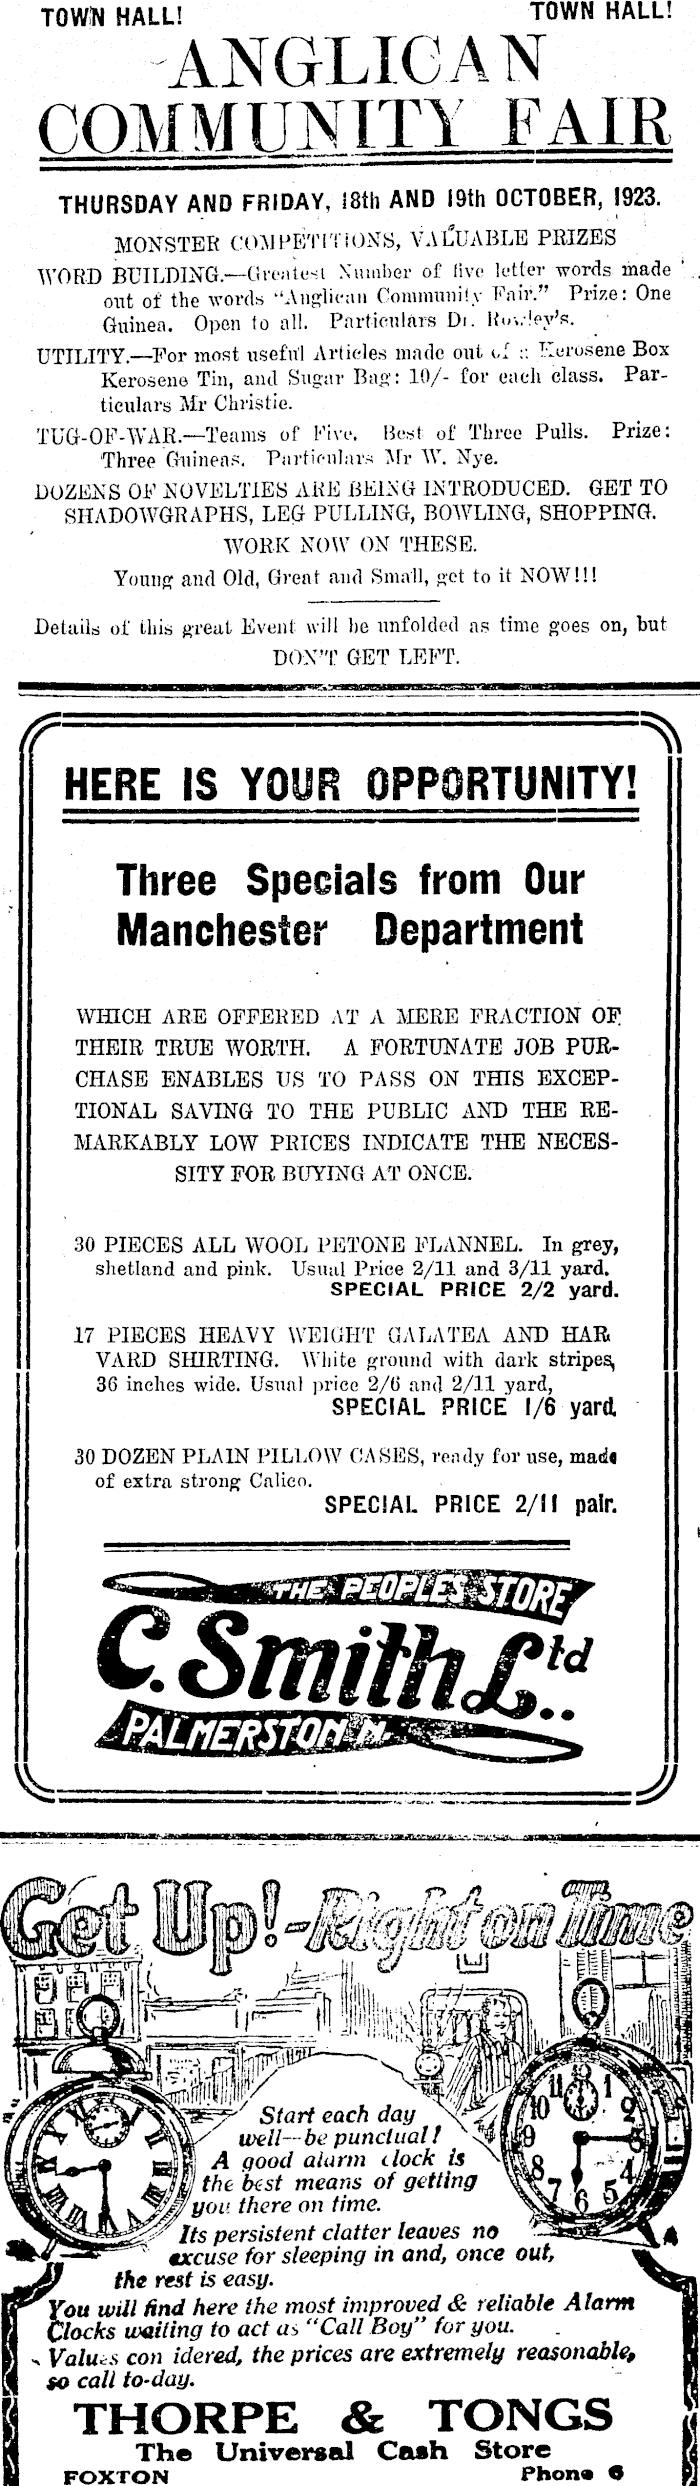 TOWN HALL! TOWN HALL!
ANGLICAN
COMMUNITY FAIR
THURSDAY AND FRIDAY, 18th AND 19th OCTOBER, 1923.
MONSTER COMPETITIONS, VALUABLE PRIZES
WORD BUILDING.—Greatest Number of five letter words made
out of the words "Anglican Community Fair." Prize: One
Guinea. Open to all. Particulars Dr. Rowley's.
UTILITY.—For most useful Articles made out of a Kerosene Box
Kerosene Tin, and Sugar Bag: 10/- for each class. Par-
ticulars Mr Christie.
TUG-OF-WAR.—Teams of Five. Best of Three Pulls. Prize:
Three Guineas. Particulars Mr W. Nye.
DOZENS OF NOVELTIES ARE BEING INTRODUCED. GET TO
SHADOWGRAPHS, LEG PULLING, BOWLING, SHOPPING.
WORK NOW ON THESE.
Young and Old, Great and Small, get to it NOW!!!
Details of this great Event will be unfolded as time goes on, but
DON'T GET LEFT.
HERE IS YOUR OPPORTUNITY!
Three Specials from Our
Manchester Department
WHICH ARE OFFERED AT A MERE FRACTION OF
THEIR TRUE WORTH. A FORTUNATE JOB PUR-
CHASE ENABLES US TO PASS ON THIS EXCEP-
TIONAL SAVING TO THE PUBLIC AND THE RE-
MARKABLY LOW PRICES INDICATE THE NECES-
SITY FOR BUYING AT ONCE.
30 PIECES ALL WOOL PETONE FLANNEL. In grey,
shetland and pink. Usual Price 2/11 and 3/11 yard.
SPECIAL PRICE 2/2 yard.
17 PIECES HEAVY WEIGHT GALATEA AND HAR
VARD SHIRTING. White ground with dark stripes,
36 inches wide. Usual price 2/6 and 2/11 yard,
SPECIAL PRICE 1/6 yard.
30 DOZEN PLAIN PILLOW CASES, ready for use, made
of extra strong Calico.
SPECIAL PRICE 2/11 pair.
THE PEOPLES STORE
C. Smith Ltd..
PALMERSTON N.
Get Up!-Right on Time
Start each day
well—be punctual!
A good alarm clock is
the best means of getting
you there on time.
Its persistent clatter leaves no
excuse for sleeping in and, once out,
the rest is easy.
You will find here the most improved & reliable Alarm
Clocks waiting to act as "Call Boy" for you.
Values con idered, the prices are extremely reasonable,
so call to-day.
THORPE & TONGS
The Universal Cash Store
FOXTON Phone 6